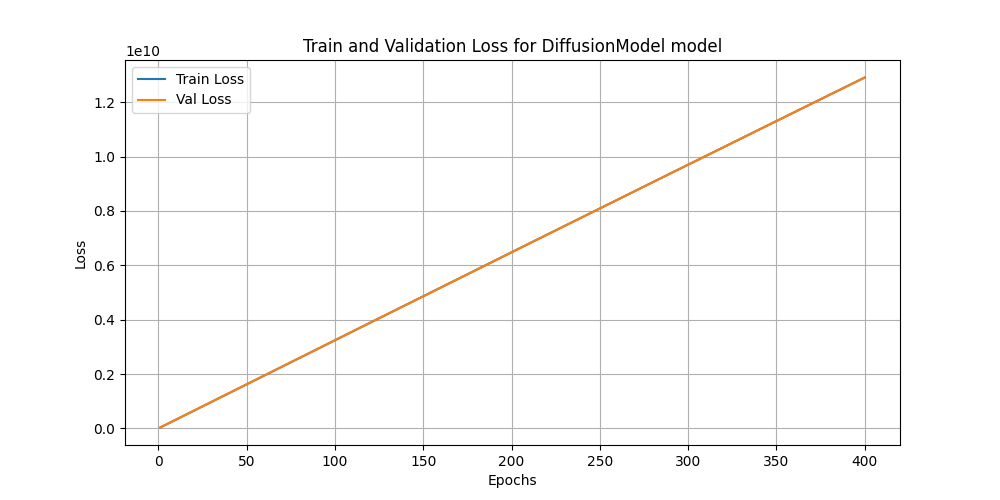 Train and Validation Loss for DiffusionModel model
1e10
Train Loss
Val Loss
1.2
1.0
0.8
0.6
0.4
0.2
0.0
Loss
0 50 100 150 200 250 300 350 400
Epochs